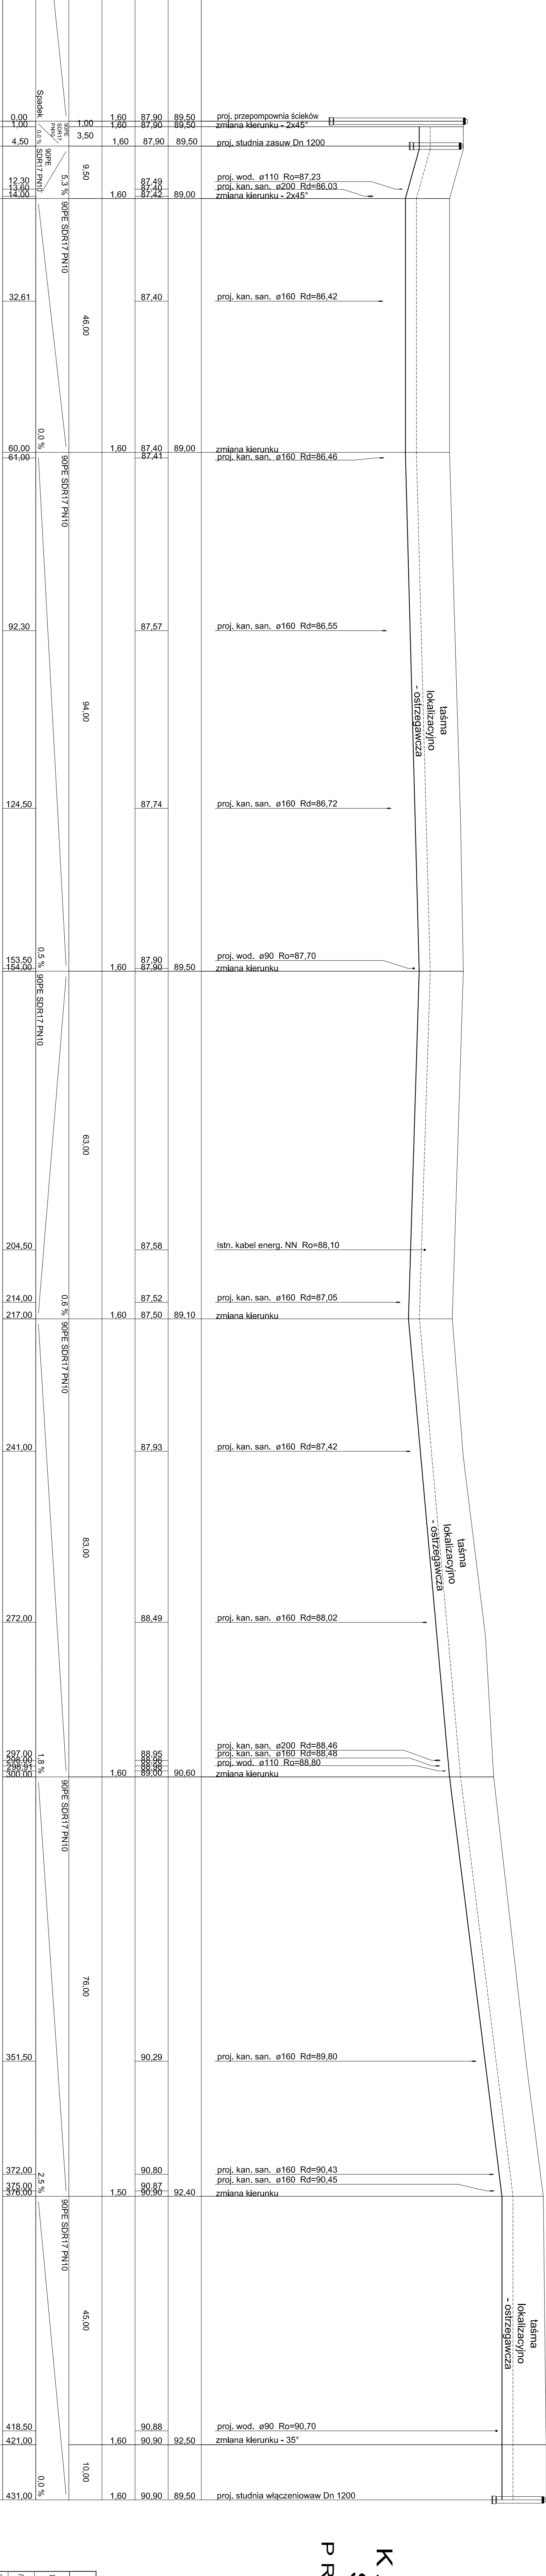 Spadek
0,00 1,00 1,60 87,90 89,50 proj. przepompownia ścieków
1,00 1,60 87,90 89,50 zmiana kierunku - 2x45°
90PE
SDR17,
PN10
0,0 %
3,50
4,50 1,60 87,90 89,50 proj. studnia zasuw Dn 1200
90PE
SDR17 PN10
9,50
5,3 %
12,30 87,49 proj. wod. ø110 Ro=87,23
13,60 87,40 proj. kan. san. ø200 Rd=86,03
14,00 1,60 87,42 89,00 zmiana kierunku - 2x45°
90PE SDR17 PN10
32,61 87,40 proj. kan. san. ø160 Rd=86,42
46,00
0,0 %
60,00 1,60 87,40 89,00 zmiana kierunku
61,00 87,41 proj. kan. san. ø160 Rd=86,46
90PE SDR17 PN10
92,30 87,57 proj. kan. san. ø160 Rd=86,55
94,00
taśma
lokalizacyjno
- ostrzegawcza
124,50 87,74 proj. kan. san. ø160 Rd=86,72
0,5 %
153,50 87,90 proj. wod. ø90 Ro=87,70
154,00 1,60 87,90 89,50 zmiana kierunku
90PE SDR17 PN10
63,00
204,50 87,58 istn. kabel energ. NN Ro=88,10
214,00 87,52 proj. kan. san. ø160 Rd=87,05
0,6 %
217,00 1,60 87,50 89,10 zmiana kierunku
90PE SDR17 PN10
241,00 87,93 proj. kan. san. ø160 Rd=87,42
83,00
taśma
lokalizacyjno
- ostrzegawcza
272,00 88,49 proj. kan. san. ø160 Rd=88,02
1,8 %
297,00 88,95 proj. kan. san. ø200 Rd=88,46
298,00 88,96 proj. kan. san. ø160 Rd=88,48
298,91 88,98 proj. wod. ø110 Ro=88,80
300,00 1,60 89,00 90,60 zmiana kierunku
90PE SDR17 PN10
76,00
351,50 90,29 proj. kan. san. ø160 Rd=89,80
372,00 90,80 proj. kan. san. ø160 Rd=90,43
2,5 %
375,00 90,87 proj. kan. san. ø160 Rd=90,45
376,00 1,50 90,90 92,40 zmiana kierunku
90PE SDR17 PN10
45,00
taśma
lokalizacyjno
- ostrzegawcza
418,50 90,88 proj. wod. ø90 Ro=90,70
421,00 1,60 90,90 92,50 zmiana kierunku - 35°
10,00
0,0 %
431,00 1,60 90,90 89,50 proj. studnia włączeniowaw Dn 1200
K
S
P R